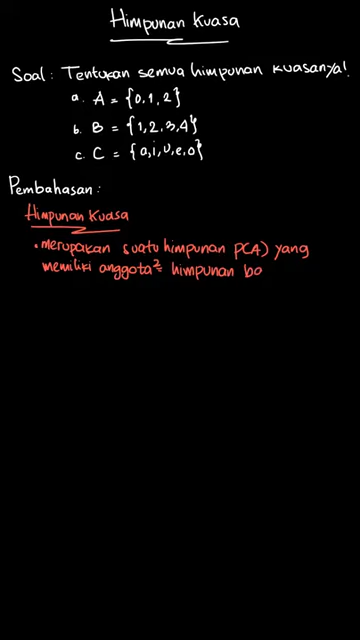 Himpunan Kuasa
Soal : Tentukan semua himpunan kuasanya!
a. A = {0,1,2}
b. B = {1,2,3,4}
c. C = {a,i,u,e,o}
Pembahasan :
Himpunan Kuasa
• merupakan suatu himpunan P(A) yang
memiliki anggota² himpunan ba